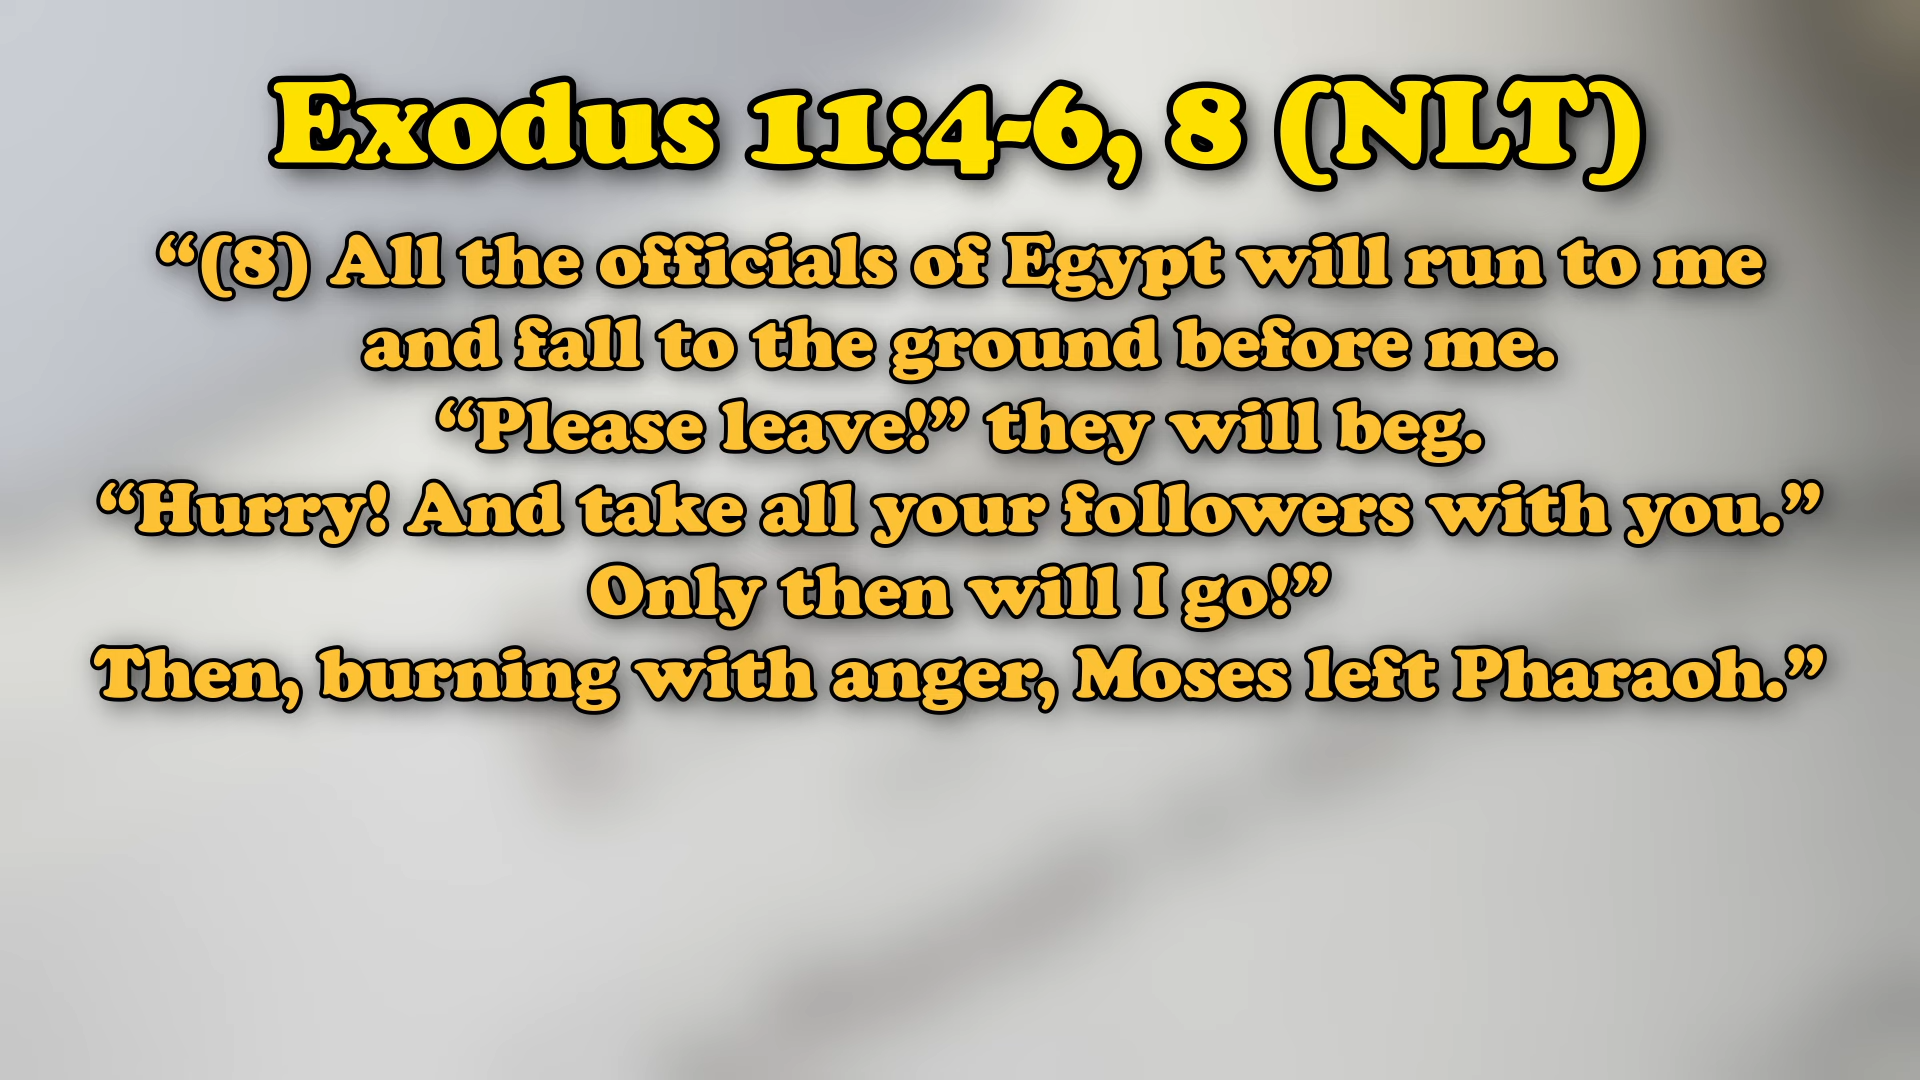 Exodus 11:4-6, 8 (NLT)
“(8) All the officials of Egypt will run to me
and fall to the ground before me.
“Please leave!” they will beg.
“Hurry! And take all your followers with you.”
Only then will I go!”
Then, burning with anger, Moses left Pharaoh.”